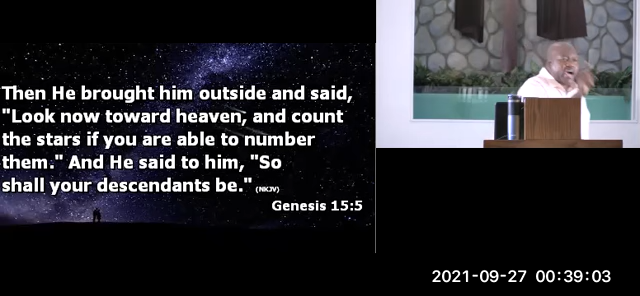 Then He brought him outside and said,
"Look now toward heaven, and count
the stars if you are able to number
them." And He said to him, "So
shall your descendants be." (NKJV)
Genesis 15:5
2021-09-27 00:39:03